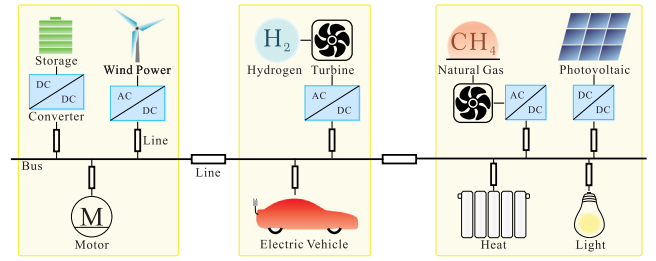 Storage
DC
DC
Converter
Wind Power
AC
DC
Line
Bus
M
Motor
Line
H2
Hydrogen
Turbine
AC
DC
Electric Vehicle
CH4
Natural Gas
AC
DC
Photovoltaic
DC
DC
Heat
Light